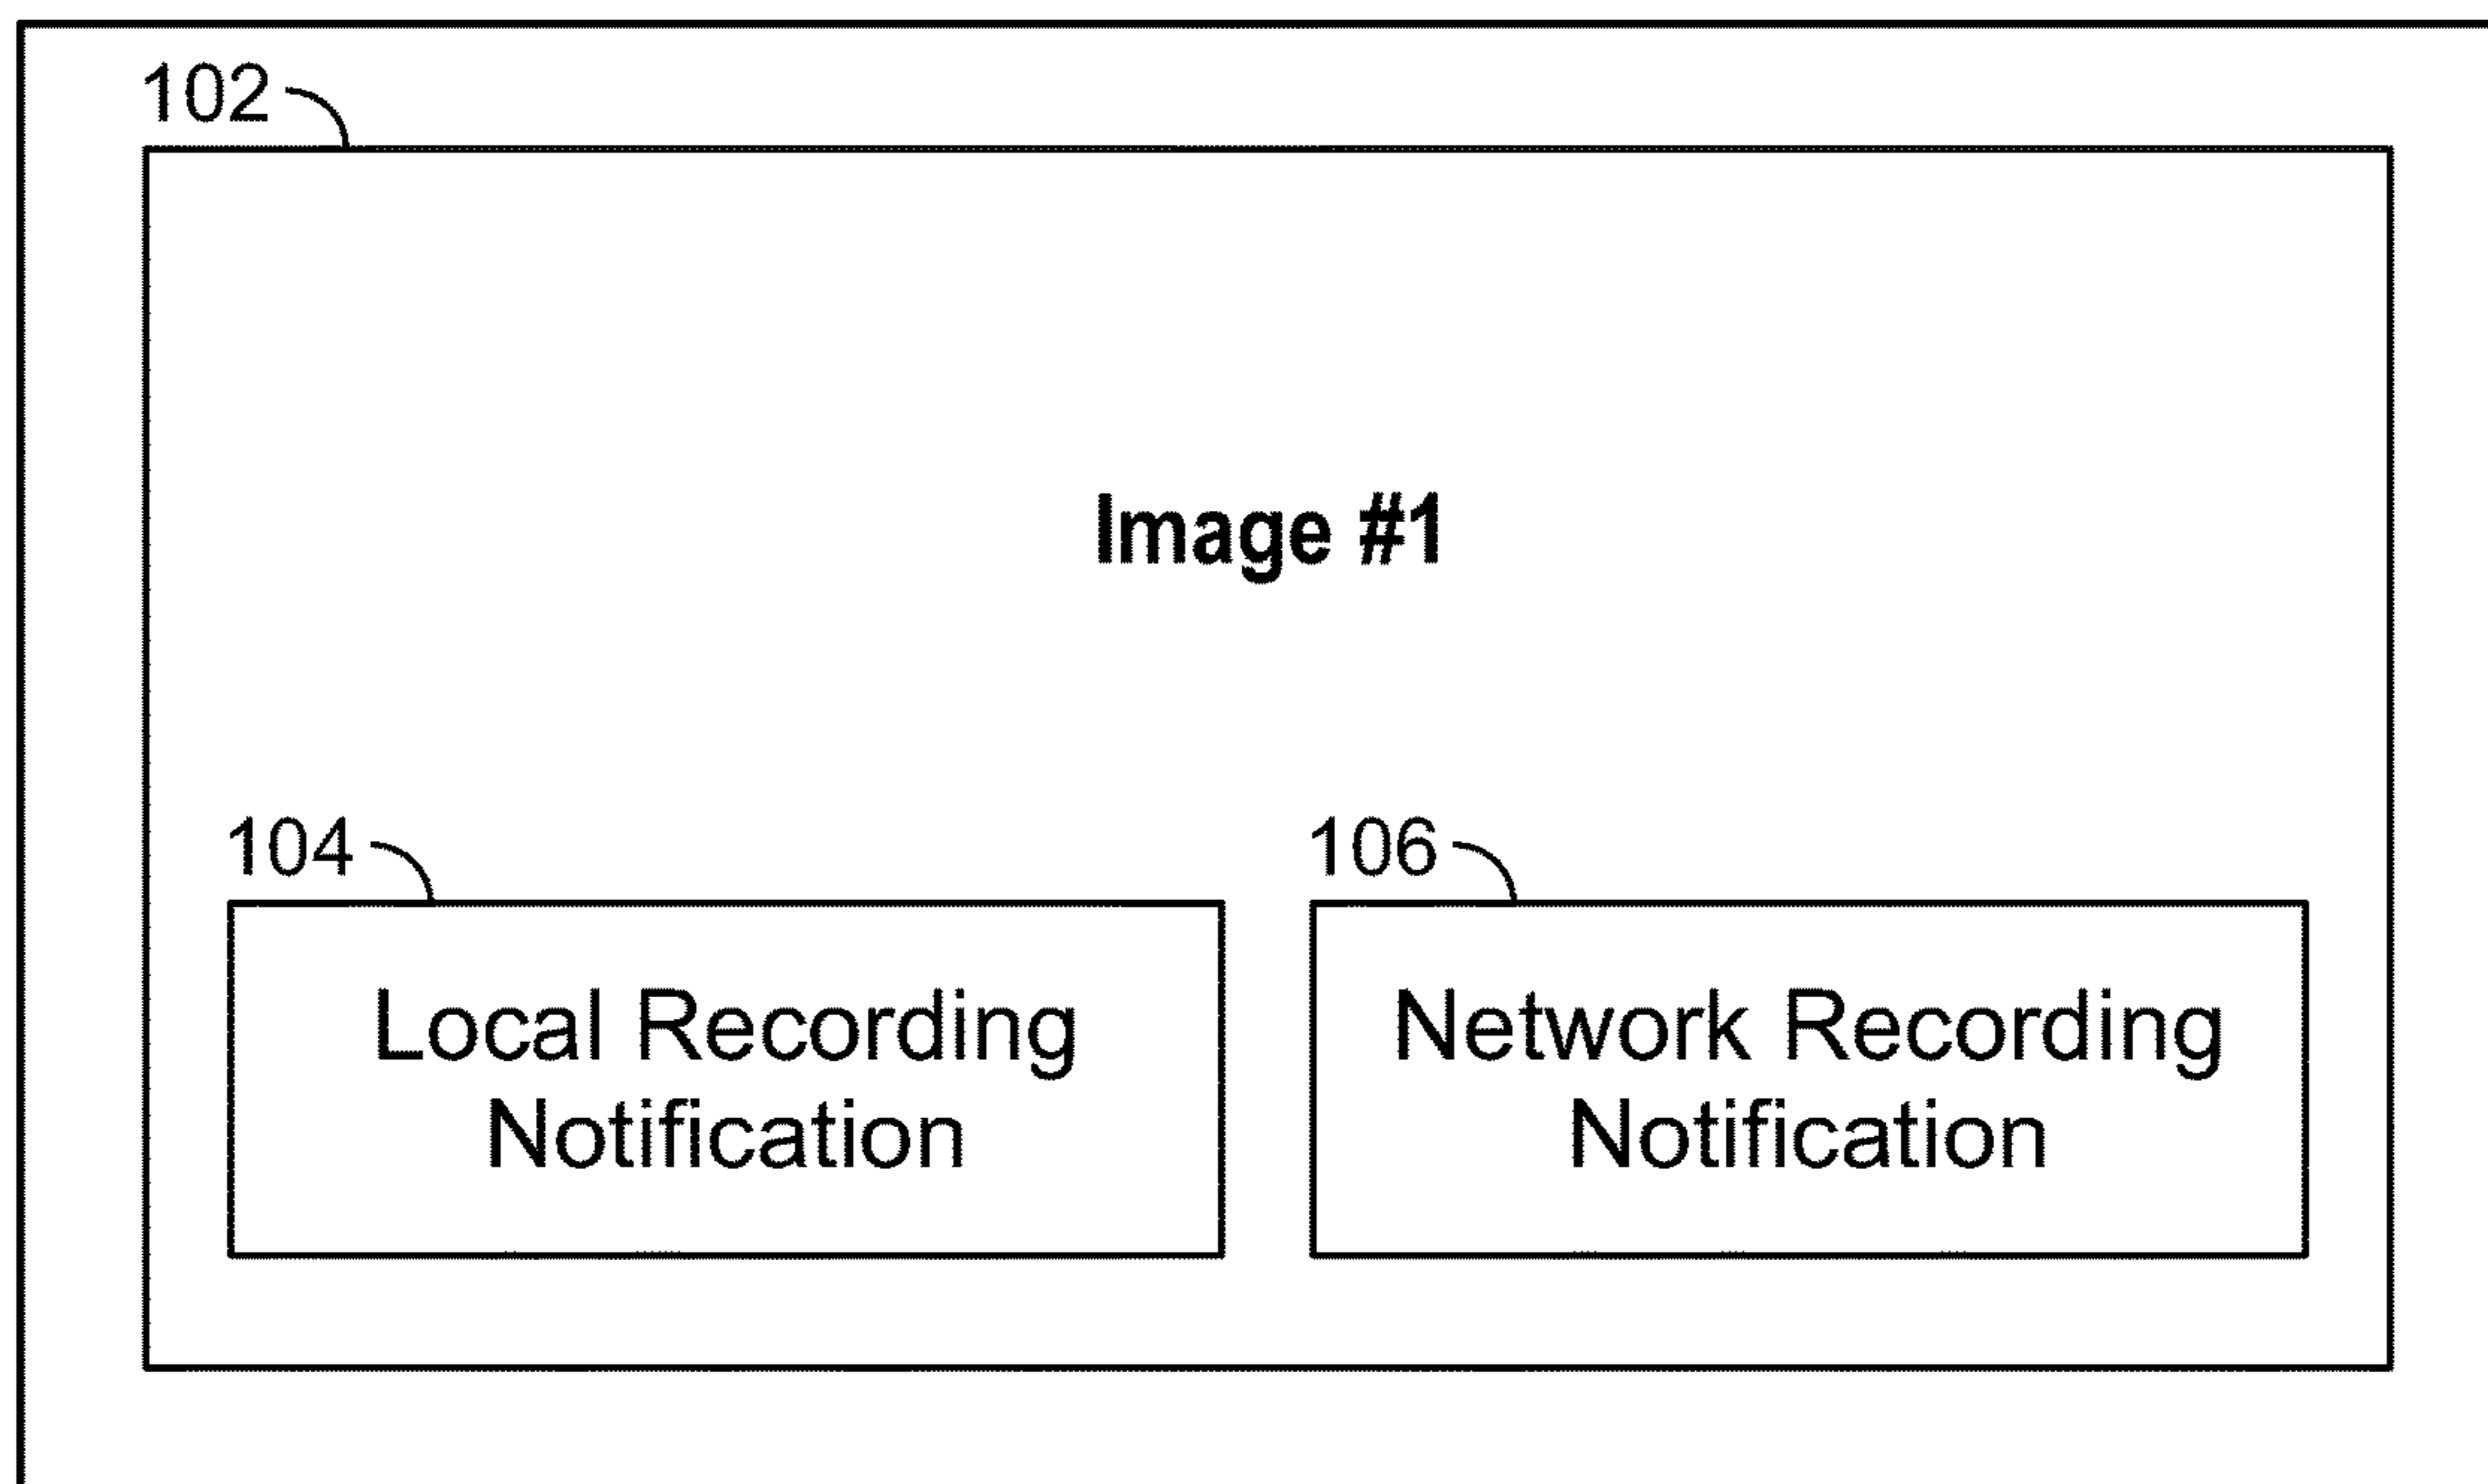 102
Image #1
104
106
Local Recording
Notification
Network Recording
Notification